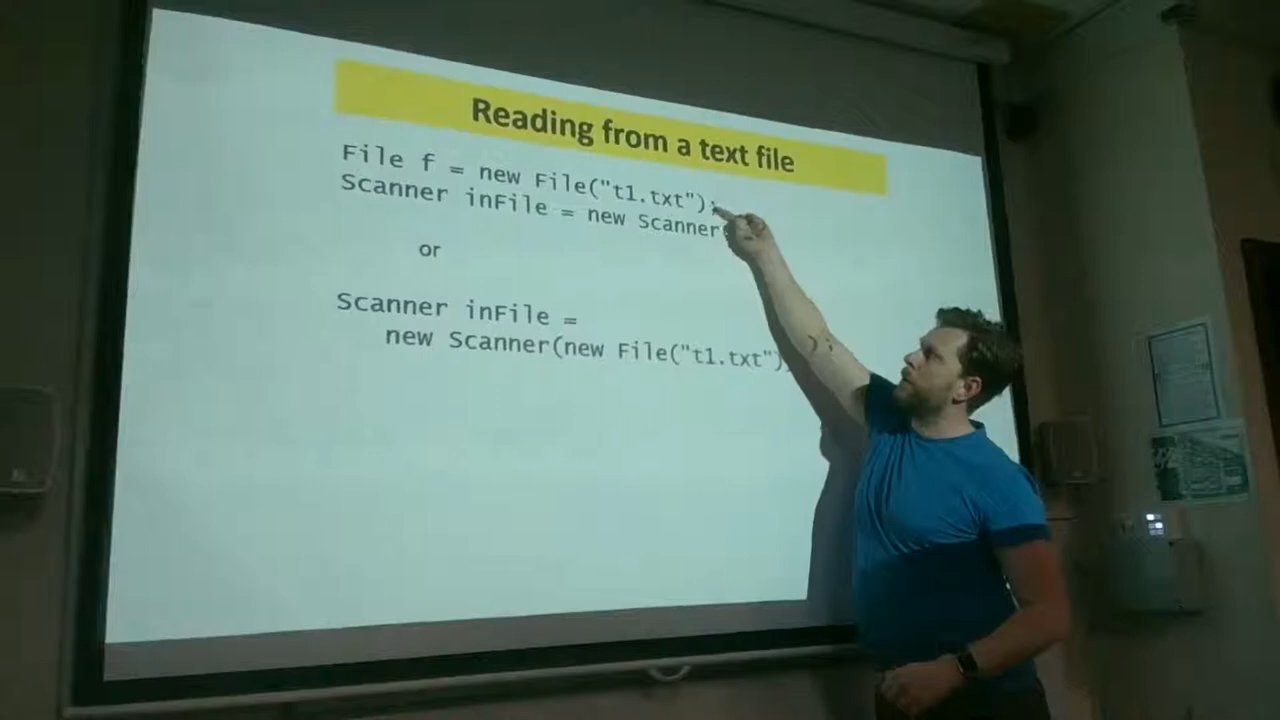 Reading from a text file
File f = new File("t1.txt");
Scanner inFile = new Scanner(
or
Scanner inFile =
new Scanner(new File("t1.txt")